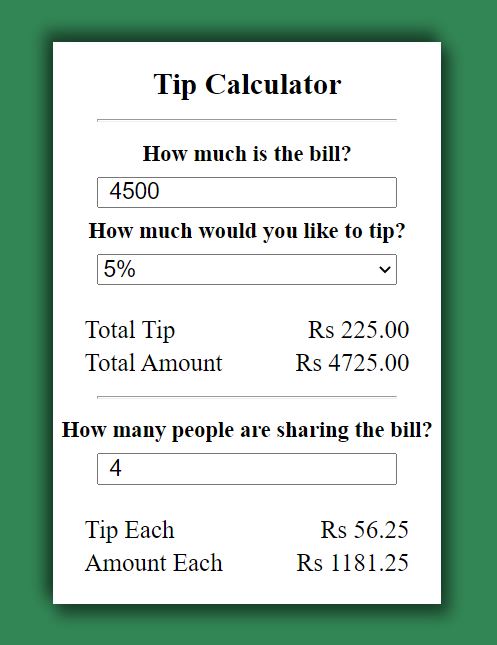 Tip Calculator
How much is the bill?
4500
How much would you like to tip?
5%
Total Tip Rs 225.00
Total Amount Rs 4725.00
How many people are sharing the bill?
4
Tip Each Rs 56.25
Amount Each Rs 1181.25